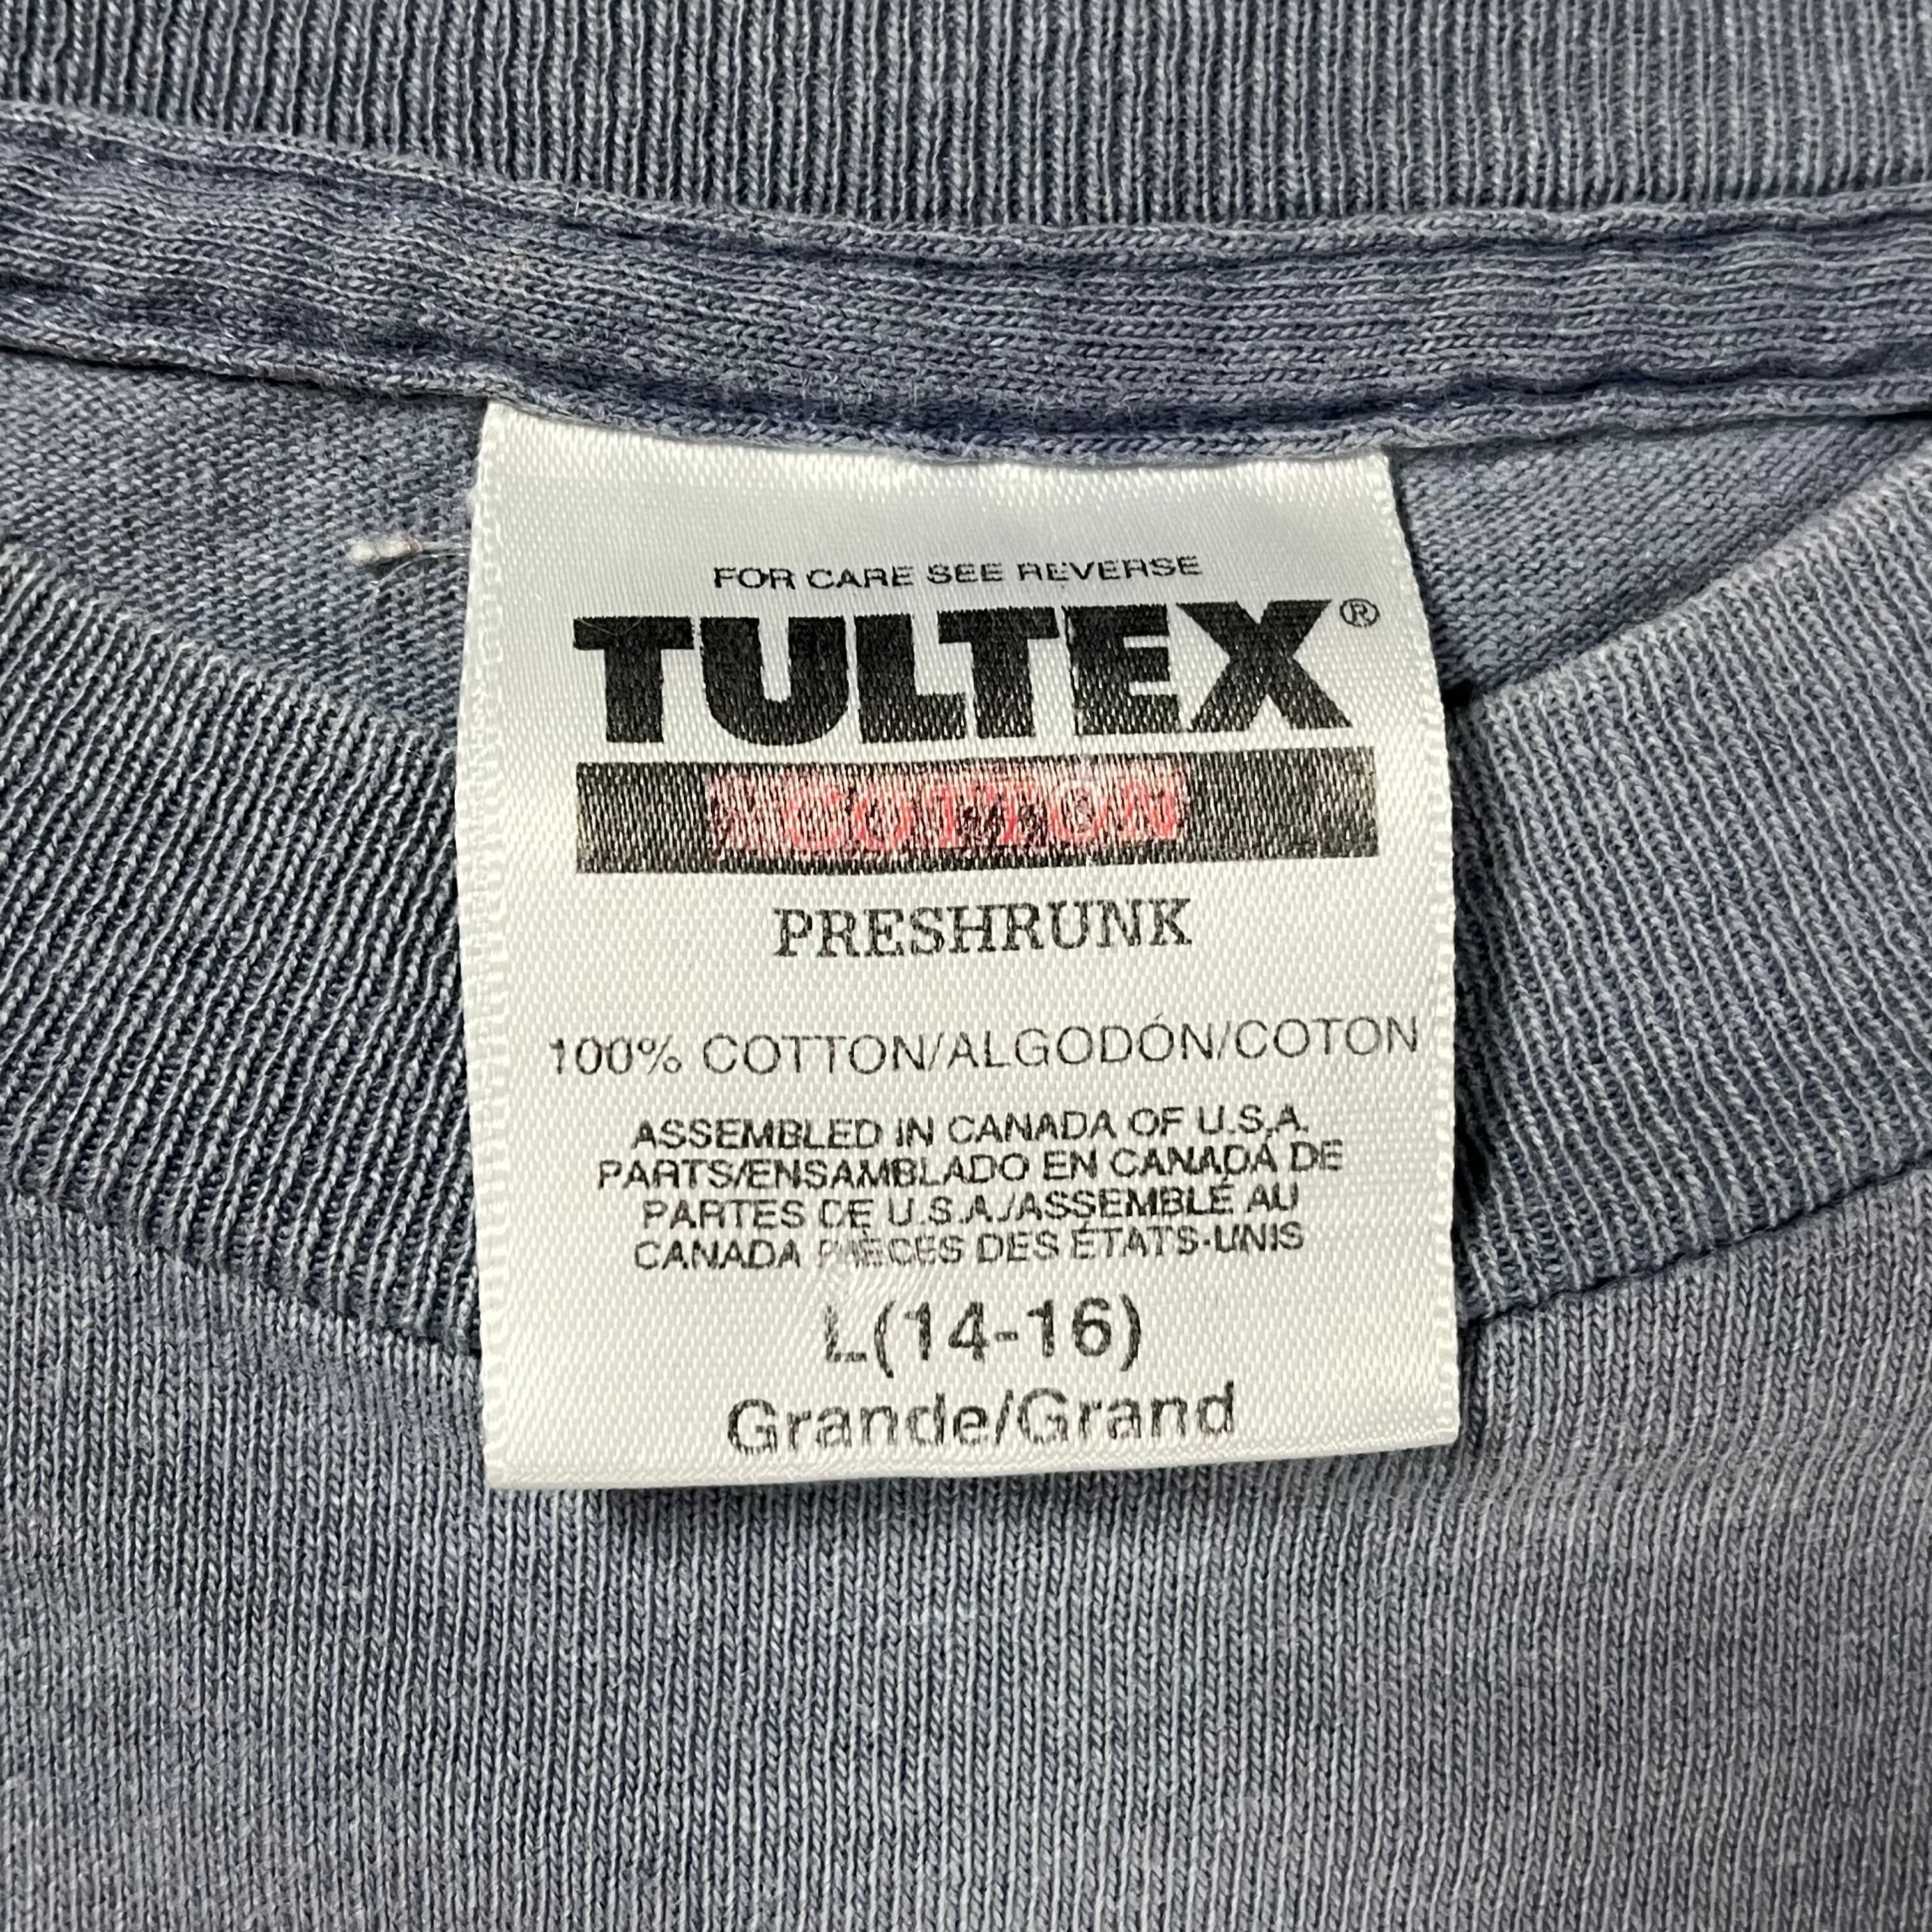 FOR CARE SEE REVERSE
TULTEX®
COTTON
PRESHRUNK
100% COTTON/ALGODÓN/COTON
ASSEMBLED IN CANADA OF U.S.A.
PARTS/ENSAMBLADO EN CANADÁ DE
PARTES DE U.S.A./ASSEMBLÉ AU
CANADA PIÈCES DES ÉTATS-UNIS
L(14-16)
Grande/Grand